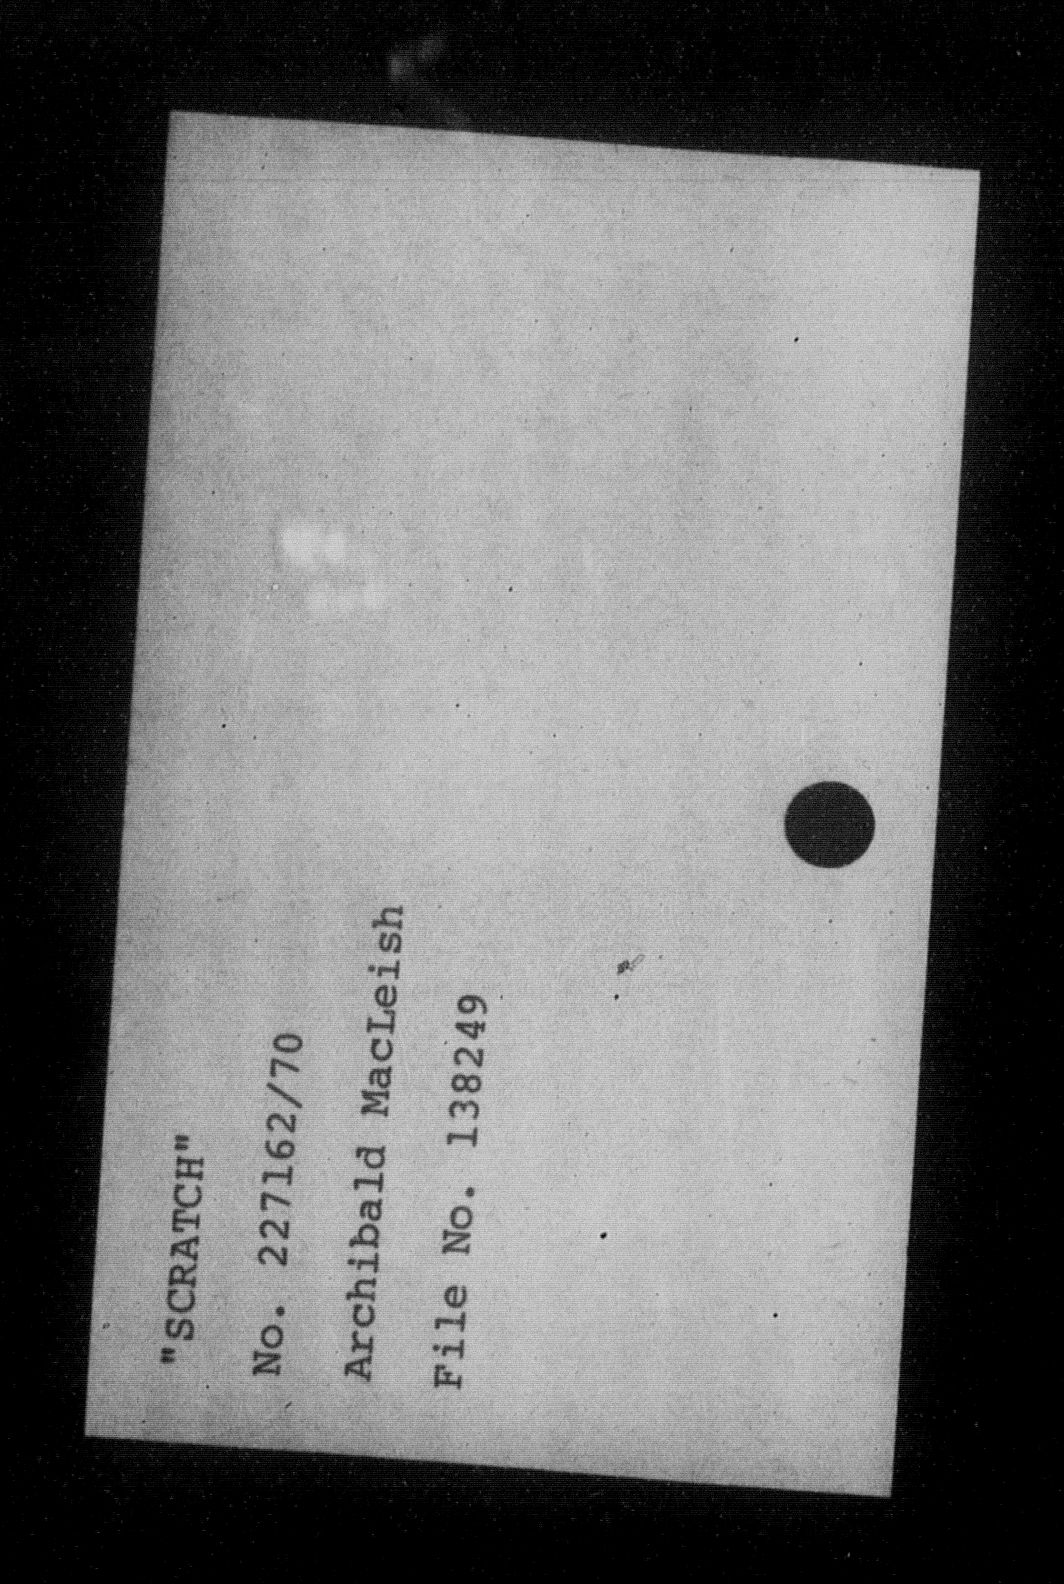 "SCRATCH"
No. 227162/70
Archibald MacLeish
File No. 138249